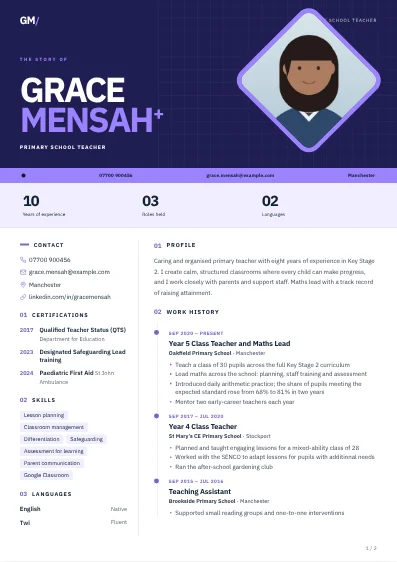 GM/
SCHOOL TEACHER
THE STORY OF
GRACE
MENSAH+
PRIMARY SCHOOL TEACHER
07700 900456
grace.mensah@example.com
Manchester
10
Years of experience
03
Roles held
02
Languages
CONTACT
07700 900456
grace.mensah@example.com
Manchester
linkedin.com/in/gracemensah
01 CERTIFICATIONS
2017 Qualified Teacher Status (QTS)
Department for Education
2023 Designated Safeguarding Lead
training
2024 Paediatric First Aid St John
Ambulance
02 SKILLS
Lesson planning
Classroom management
Differentiation Safeguarding
Assessment for learning
Parent communication
Google Classroom
03 LANGUAGES
English Native
Twi Fluent
01 PROFILE
Caring and organised primary teacher with eight years of experience in Key Stage
2. I create calm, structured classrooms where every child can make progress,
and I work closely with parents and support staff. Maths lead with a track record
of raising attainment.
02 WORK HISTORY
SEP 2020 – PRESENT
Year 5 Class Teacher and Maths Lead
Oakfield Primary School · Manchester
• Teach a class of 30 pupils across the full Key Stage 2 curriculum
• Lead maths across the school: planning, staff training and assessment
• Introduced daily arithmetic practice; the share of pupils meeting the
expected standard rose from 68% to 81% in two years
• Mentor two early-career teachers each year
SEP 2017 – JUL 2020
Year 4 Class Teacher
St Mary's CE Primary School · Stockport
• Planned and taught engaging lessons for a mixed-ability class of 28
• Worked with the SENCO to adapt lessons for pupils with additional needs
• Ran the after-school gardening club
SEP 2015 – JUL 2016
Teaching Assistant
Brookside Primary School · Manchester
• Supported small reading groups and one-to-one interventions
1 / 2